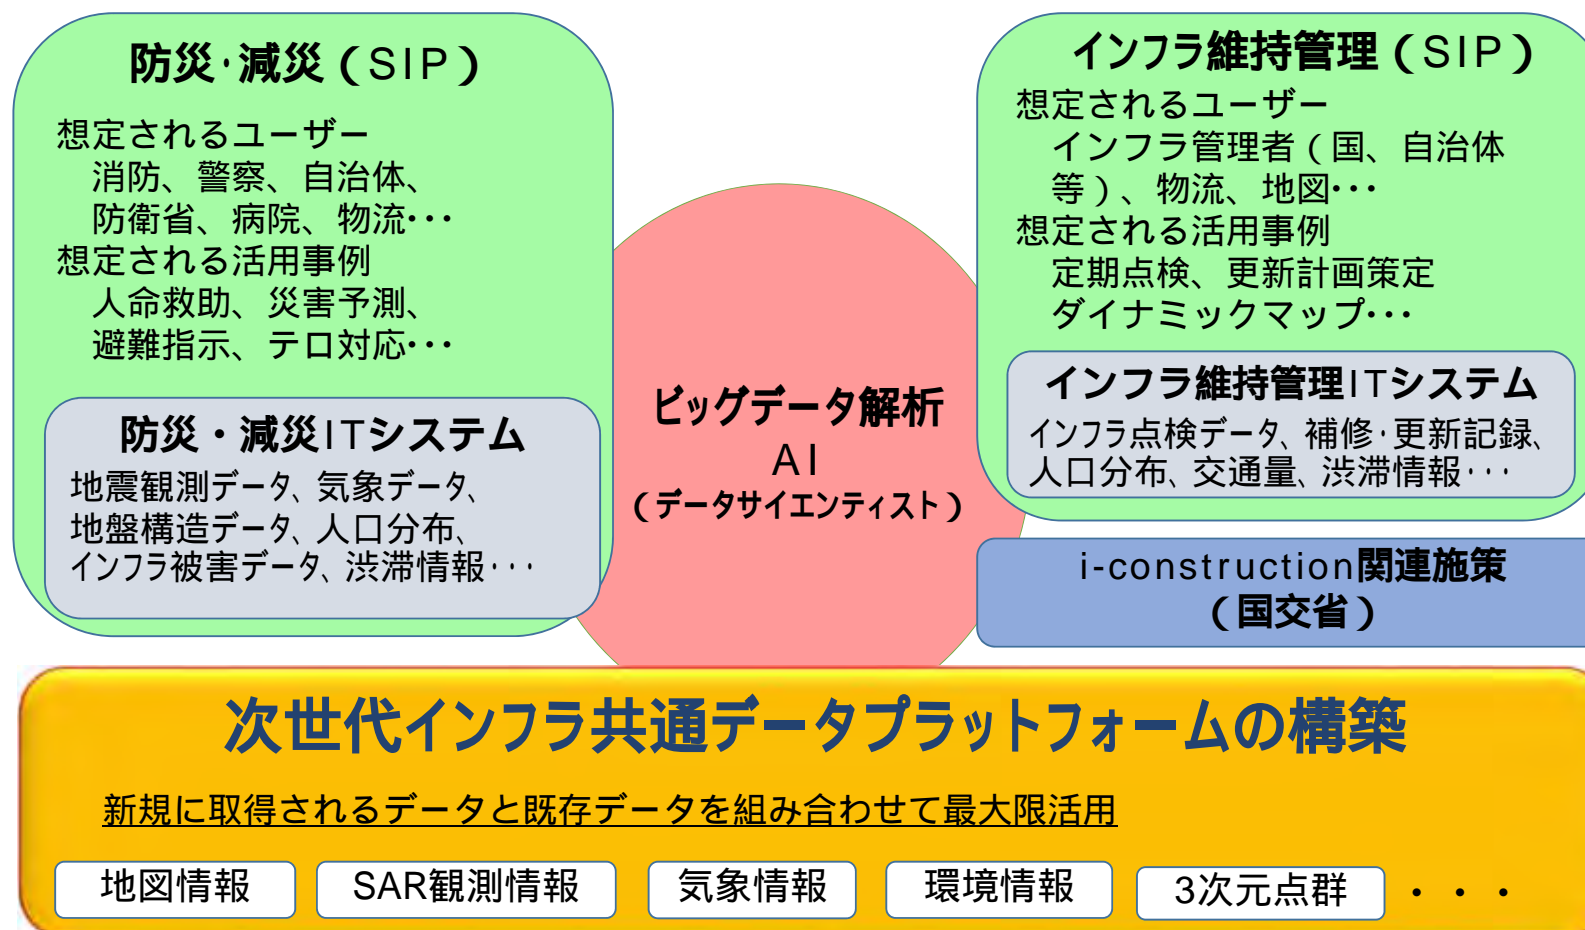 防災･減災（SIP）
想定されるユーザー
消防、警察、自治体、
防衛省、病院、物流･･･
想定される活用事例
人命救助、災害予測、
避難指示、テロ対応･･･
防災・減災ITシステム
地震観測データ、気象データ、
地盤構造データ、人口分布、
インフラ被害データ、渋滞情報･･･
ビッグデータ解析
AI
（データサイエンティスト）
インフラ維持管理（SIP）
想定されるユーザー
インフラ管理者（国、自治体
等）、物流、地図･･･
想定される活用事例
定期点検、更新計画策定
ダイナミックマップ･･･
インフラ維持管理ITシステム
インフラ点検データ、補修･更新記録、
人口分布、交通量、渋滞情報･･･
i-construction関連施策
（国交省）
次世代インフラ共通データプラットフォームの構築
新規に取得されるデータと既存データを組み合わせて最大限活用
地図情報
SAR観測情報
気象情報
環境情報
3次元点群
・・・